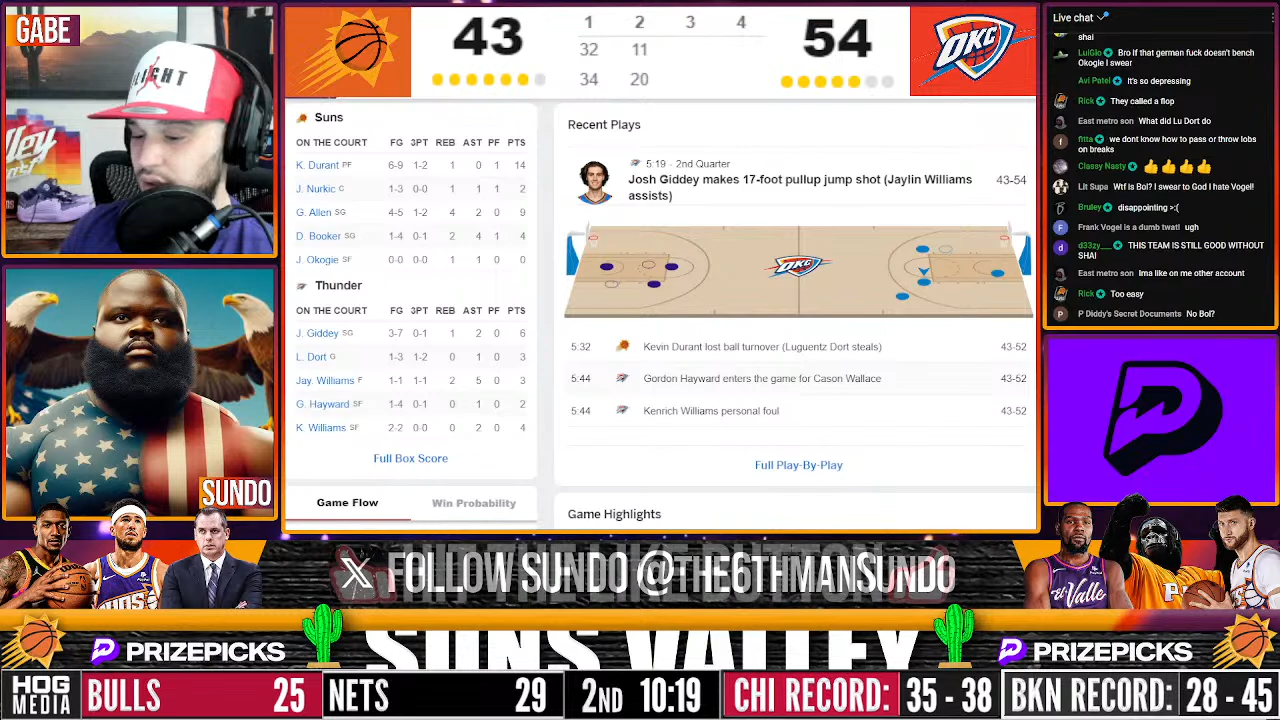 GABE
43
1 2 3 4
32 11
34 20
54
OKC
Suns
ON THE COURT FG 3PT REB AST PF PTS
K. Durant PF 6-9 1-2 1 0 1 14
J. Nurkic C 1-3 0-0 1 1 1 2
G. Allen SG 4-5 1-2 4 2 0 9
D. Booker SG 1-4 0-1 2 4 1 4
J. Okogie SF 0-0 0-0 1 1 0 0
Thunder
ON THE COURT FG 3PT REB AST PF PTS
J. Giddey SG 3-7 0-1 1 2 0 6
L. Dort G 1-3 1-2 0 1 0 3
Jay. Williams F 1-1 1-1 2 5 0 3
G. Hayward SF 1-4 0-1 0 1 0 2
K. Williams SF 2-2 0-0 0 2 0 4
Full Box Score
Game Flow
Win Probability
Recent Plays
5:19 - 2nd Quarter
Josh Giddey makes 17-foot pullup jump shot (Jaylin Williams
assists)
43-54
OKC
5:32 Kevin Durant lost ball turnover (Luguentz Dort steals) 43-52
5:44 Gordon Hayward enters the game for Cason Wallace 43-52
5:44 Kenrich Williams personal foul 43-52
Full Play-By-Play
Game Highlights
Live chat
shai
LuiGlo Bro if that german fuck doesn't bench
Okogie I swear
Avi Patel It's so depressing
Rick They called a flop
East metro son What did Lu Dort do
fitta we dont know how to pass or throw lobs
on breaks
Classy Nasty 👍👍👍👍
Lit Supa What is Bol? I swear to God I hate Vogel!
Bruley disappointing >:(
Frank Vogel is a dumb tward ugh
d33zy__ THIS TEAM IS STILL GOOD WITHOUT
SHAI
East metro son Ima like on me other account
Rick Too easy
P Diddy's Secret Documents No Bol?
SUNDO
FOLLOW SUNDO @THE6THMANSUNDO
HIT THE LIKE BUTTON
PRIZEPICKS
SUNS VALLEY
PRIZEPICKS
HOG
MEDIA
BULLS 25 NETS 29 2ND 10:19 CHI RECORD: 35 - 38 BKN RECORD: 28 - 45